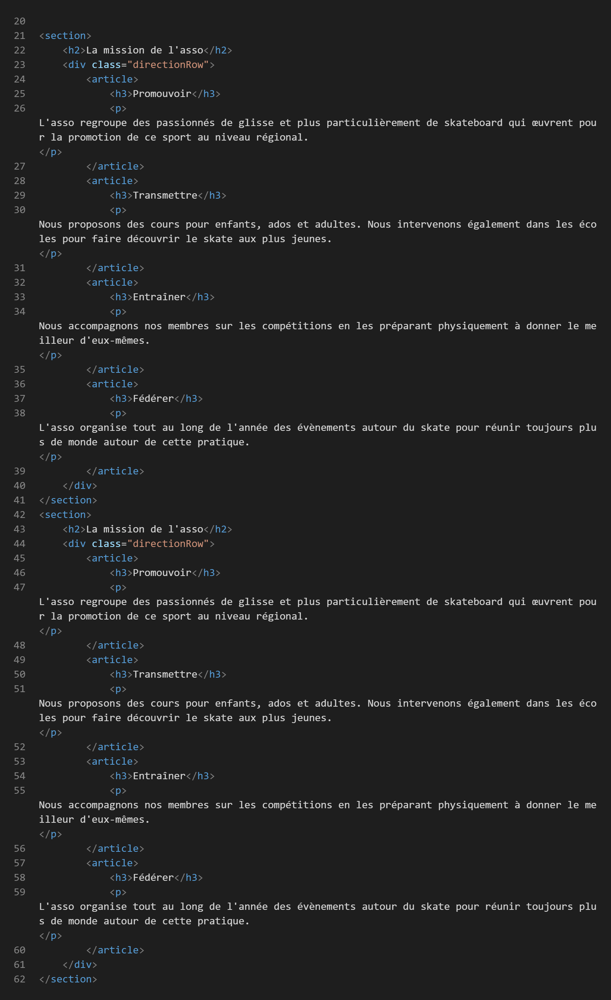 20
21 <section>
22     <h2>La mission de l'asso</h2>
23     <div class="directionRow">
24         <article>
25             <h3>Promouvoir</h3>
26             <p>
L'asso regroupe des passionnés de glisse et plus particulièrement de skateboard qui œuvrent pou
r la promotion de ce sport au niveau régional.
</p>
27         </article>
28         <article>
29             <h3>Transmettre</h3>
30             <p>
Nous proposons des cours pour enfants, ados et adultes. Nous intervenons également dans les éco
les pour faire découvrir le skate aux plus jeunes.
</p>
31         </article>
32         <article>
33             <h3>Entraîner</h3>
34             <p>
Nous accompagnons nos membres sur les compétitions en les préparant physiquement à donner le me
illeur d'eux-mêmes.
</p>
35         </article>
36         <article>
37             <h3>Fédérer</h3>
38             <p>
L'asso organise tout au long de l'année des évènements autour du skate pour réunir toujours plu
s de monde autour de cette pratique.
</p>
39         </article>
40     </div>
41 </section>
42 <section>
43     <h2>La mission de l'asso</h2>
44     <div class="directionRow">
45         <article>
46             <h3>Promouvoir</h3>
47             <p>
L'asso regroupe des passionnés de glisse et plus particulièrement de skateboard qui œuvrent pou
r la promotion de ce sport au niveau régional.
</p>
48         </article>
49         <article>
50             <h3>Transmettre</h3>
51             <p>
Nous proposons des cours pour enfants, ados et adultes. Nous intervenons également dans les éco
les pour faire découvrir le skate aux plus jeunes.
</p>
52         </article>
53         <article>
54             <h3>Entraîner</h3>
55             <p>
Nous accompagnons nos membres sur les compétitions en les préparant physiquement à donner le me
illeur d'eux-mêmes.
</p>
56         </article>
57         <article>
58             <h3>Fédérer</h3>
59             <p>
L'asso organise tout au long de l'année des évènements autour du skate pour réunir toujours plu
s de monde autour de cette pratique.
</p>
60         </article>
61     </div>
62 </section>